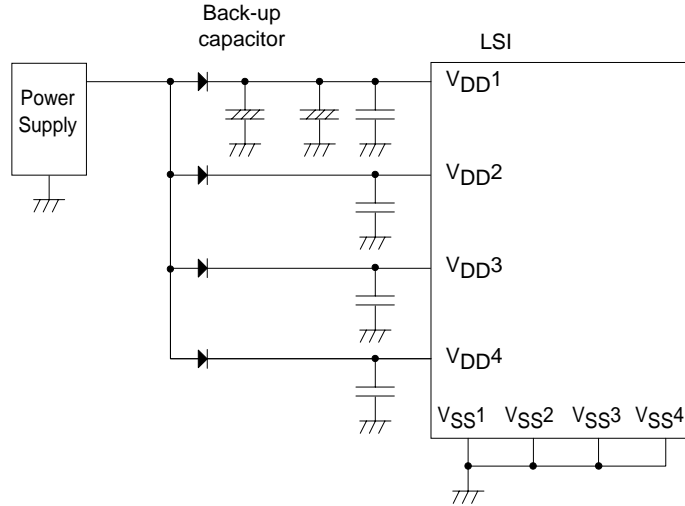 Back-up
capacitor
LSI
Power
Supply
VDD1
VDD2
VDD3
VDD4
VSS1 VSS2 VSS3 VSS4